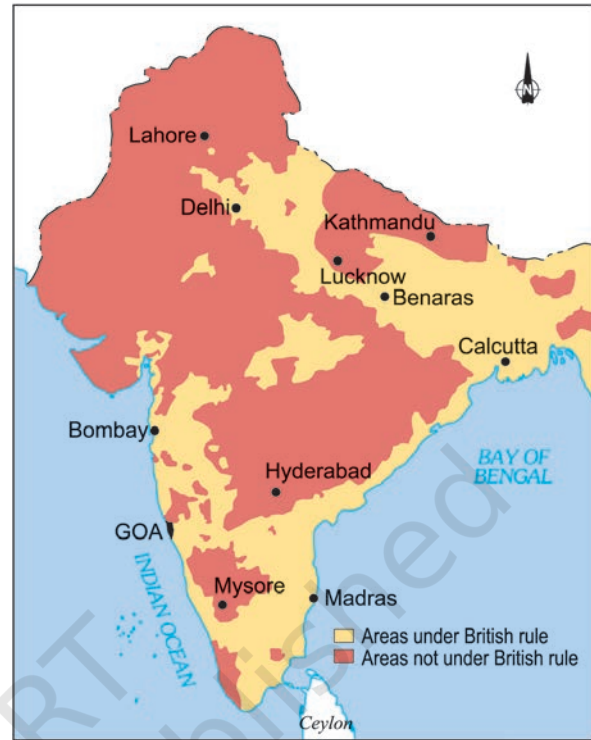 N
Lahore
Delhi
Kathmandu
Lucknow
Benaras
Calcutta
Bombay
Hyderabad
BAY OF
BENGAL
GOA
INDIAN OCEAN
Mysore
Madras
Areas under British rule
Areas not under British rule
Ceylon